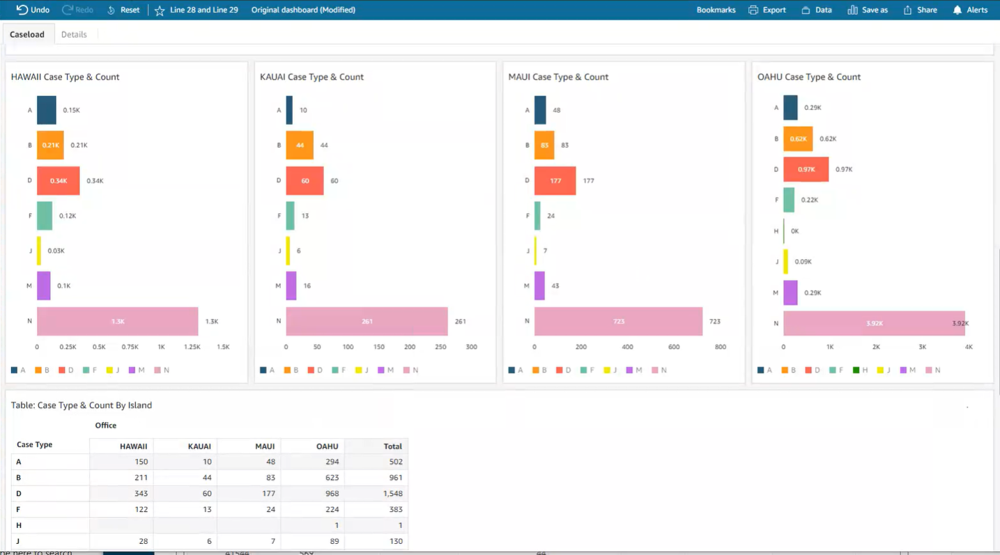 Undo Redo Reset Line 28 and Line 29 Original dashboard (Modified) Bookmarks Export Data Save as Share Alerts
Caseload Details
HAWAII Case Type & Count
A 0.15K
B 0.21K 0.21K
D 0.34K 0.34K
F 0.12K
J 0.03K
M 0.1K
N 1.3K 1.3K
0 0.25K 0.5K 0.75K 1K 1.25K 1.5K
A B D F J M N
KAUAI Case Type & Count
A 10
B 44 44
D 60 60
F 13
J 6
M 16
N 261 261
0 50 100 150 200 250 300
A B D F J M N
MAUI Case Type & Count
A 48
B 83 83
D 177 177
F 24
J 7
M 43
N 723 723
0 200 400 600 800
A B D F J M N
OAHU Case Type & Count
A 0.29K
B 0.62K 0.62K
D 0.97K 0.97K
F 0.22K
H 0K
J 0.09K
M 0.29K
N 3.92K 3.92K
0 1K 2K 3K 4K
A B D F H J M N
Table: Case Type & Count By Island
Office
Case Type HAWAII KAUAI MAUI OAHU Total
A 150 10 48 294 502
B 211 44 83 623 961
D 343 60 177 968 1,548
F 122 13 24 224 383
H 1 1
J 28 6 7 89 130
here to search